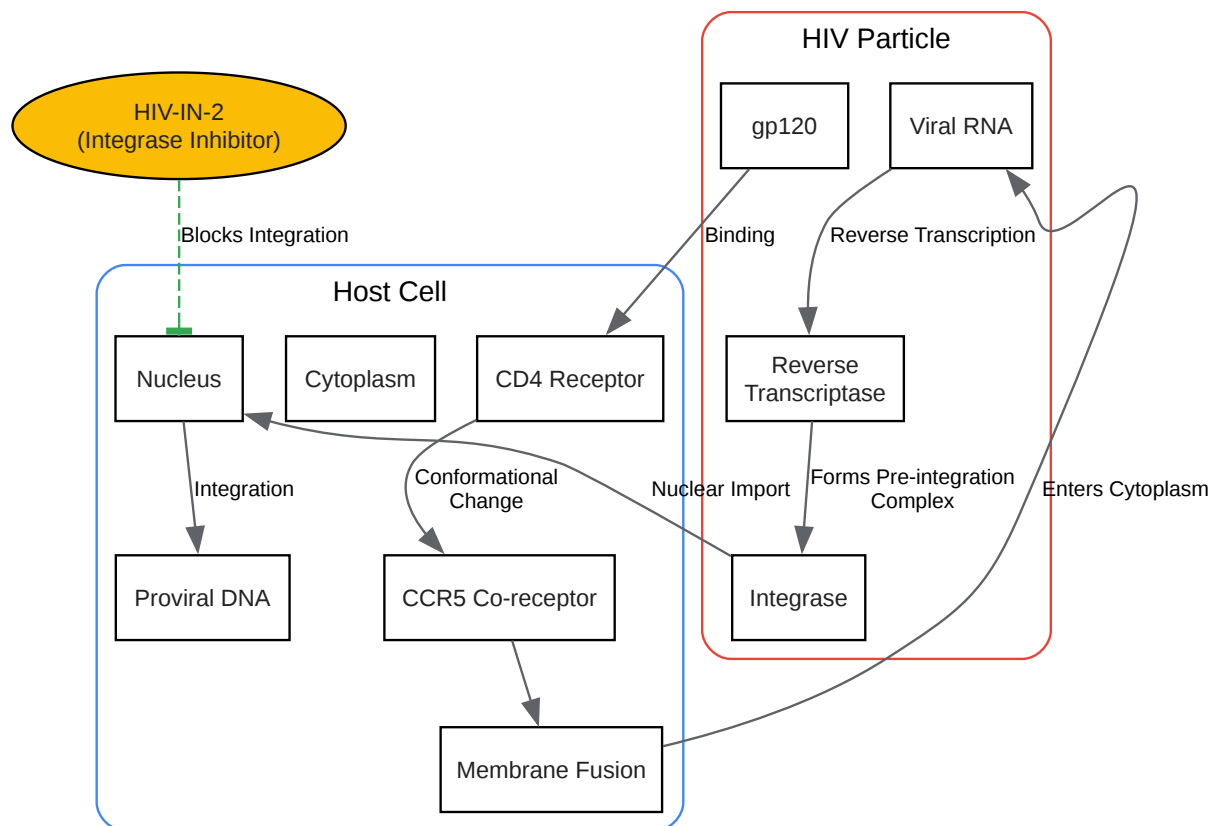 HIV Particle
HIV-IN-2
(Integrase Inhibitor)
gp120
Viral RNA
Blocks Integration
Binding
Reverse Transcription
Host Cell
Nucleus
Cytoplasm
CD4 Receptor
Reverse
Transcriptase
Integration
Conformational
Change
Nuclear Import
Forms Pre-integration
Complex
Enters Cytoplasm
Proviral DNA
CCR5 Co-receptor
Integrase
Membrane Fusion